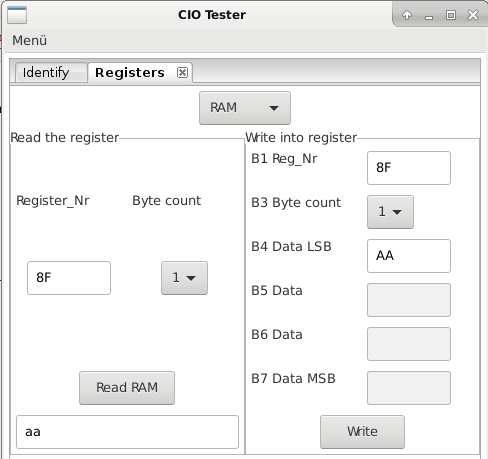 CIO Tester
Menü
Identify Registers
RAM
Read the register
Register_Nr Byte count
8F 1
Read RAM
aa
Write into register
B1 Reg_Nr 8F
B3 Byte count 1
B4 Data LSB AA
B5 Data
B6 Data
B7 Data MSB
Write